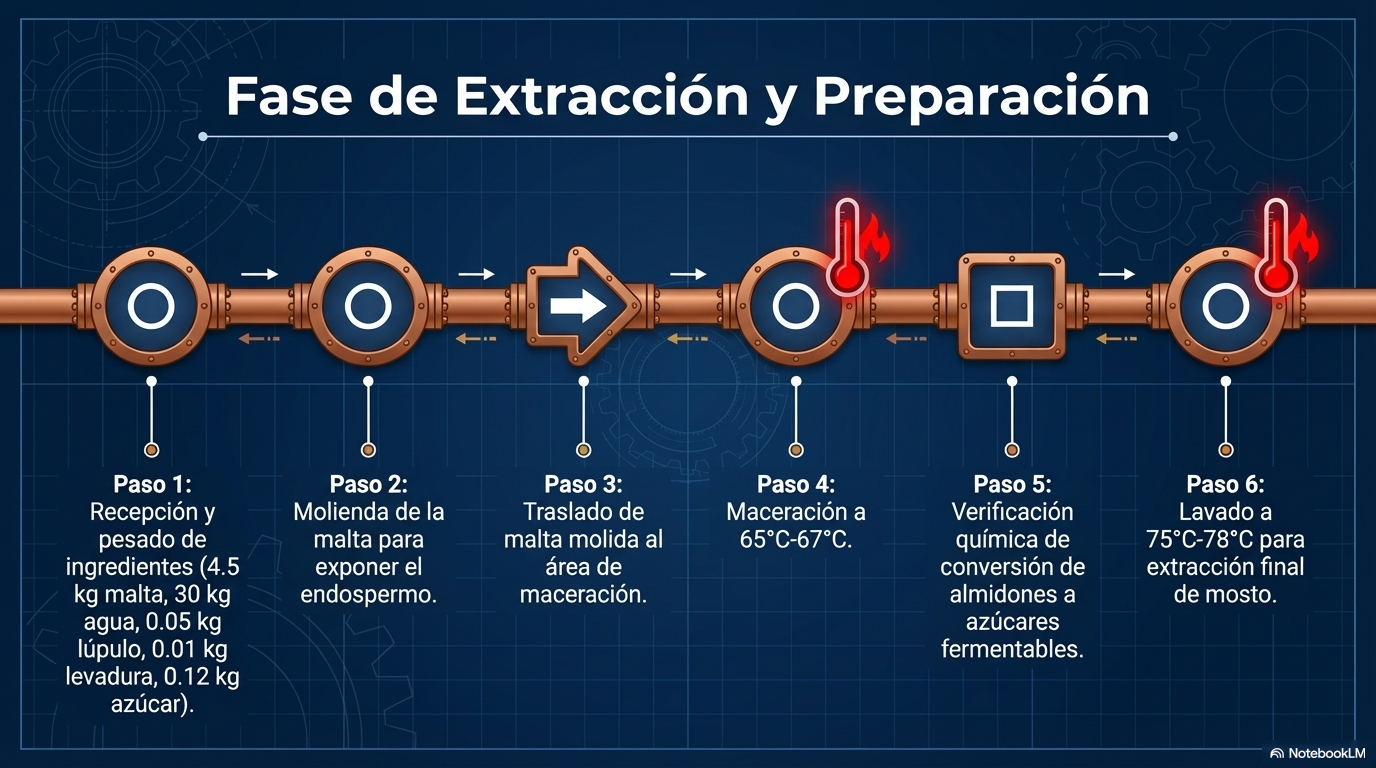 Fase de Extracción y Preparación
Paso 1:
Recepción y
pesado de
ingredientes (4.5
kg malta, 30 kg
agua, 0.05 kg
lúpulo, 0.01 kg
levadura, 0.12 kg
azúcar).
Paso 2:
Molienda de la
malta para
exponer el
endospermo.
Paso 3:
Traslado de
malta molida al
área de
maceración.
Paso 4:
Maceración a
65°C-67°C.
Paso 5:
Verificación
química de
conversión de
almidones a
azúcares
fermentables.
Paso 6:
Lavado a
75°C-78°C para
extracción final
de mosto.
NotebookLM